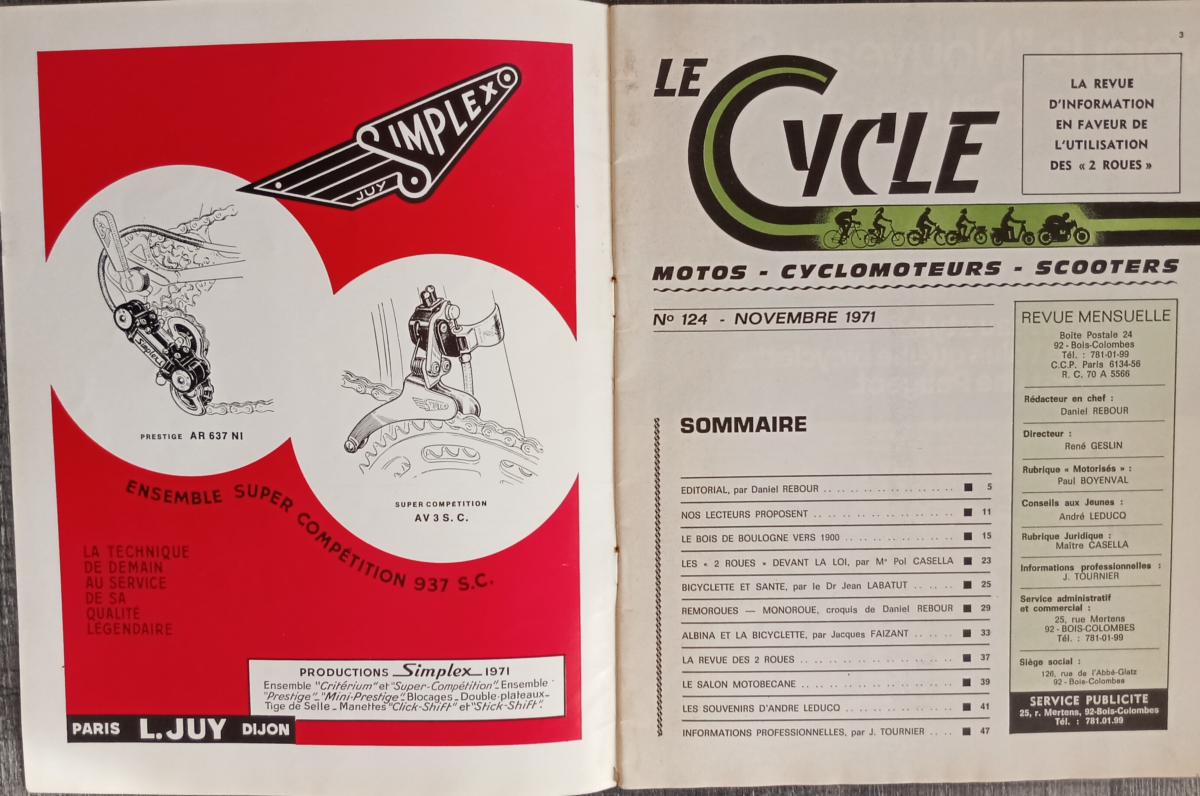 SIMPLEX
JUY
Simplex
PRESTIGE AR 637 NI
SUPER COMPETITION
AV 3 S. C.
ENSEMBLE SUPER COMPÉTITION 937 S.C.
LA TECHNIQUE
DE DEMAIN
AU SERVICE
DE SA
QUALITÉ
LÉGENDAIRE
PRODUCTIONS Simplex 1971
Ensemble "Critérium" et "Super-Compétition" Ensemble
"Prestige" "Mini-Prestige" Blocages - Double-plateaux -
Tige de Selle - Manettes "Click-Shift" et "Stick-Shift".
PARIS L. JUY DIJON
3
LE CYCLE
LA REVUE
D'INFORMATION
EN FAVEUR DE
L'UTILISATION
DES « 2 ROUES »
MOTOS - CYCLOMOTEURS - SCOOTERS
No 124 - NOVEMBRE 1971
SOMMAIRE
EDITORIAL, par Daniel REBOUR 5
NOS LECTEURS PROPOSENT 11
LE BOIS DE BOULOGNE VERS 1900 15
LES « 2 ROUES » DEVANT LA LOI, par Me Pol CASELLA 23
BICYCLETTE ET SANTE, par le Dr Jean LABATUT 25
REMORQUES — MONOROUE, croquis de Daniel REBOUR 29
ALBINA ET LA BICYCLETTE, par Jacques FAIZANT 33
LA REVUE DES 2 ROUES 37
LE SALON MOTOBECANE 39
LES SOUVENIRS D'ANDRE LEDUCQ 41
INFORMATIONS PROFESSIONNELLES, par J. TOURNIER 47
REVUE MENSUELLE
Boîte Postale 24
92 - Bois-Colombes
Tél. : 781-01-99
C.C.P. Paris 6134-56
R. C. 70 A 5566
Rédacteur en chef :
Daniel REBOUR
Directeur :
René GESLIN
Rubrique « Motorisés » :
Paul BOYENVAL
Conseils aux Jeunes :
André LEDUCQ
Rubrique Juridique :
Maître CASELLA
Informations professionnelles :
J. TOURNIER
Service administratif
et commercial :
25, rue Mertens
92 - BOIS-COLOMBES
Tél. : 781-01-99
Siège social :
126, rue de l'Abbé-Glatz
92 - Bois-Colombes
SERVICE PUBLICITE
25, r. Mertens, 92-Bois-Colombes
Tél. : 781.01.99